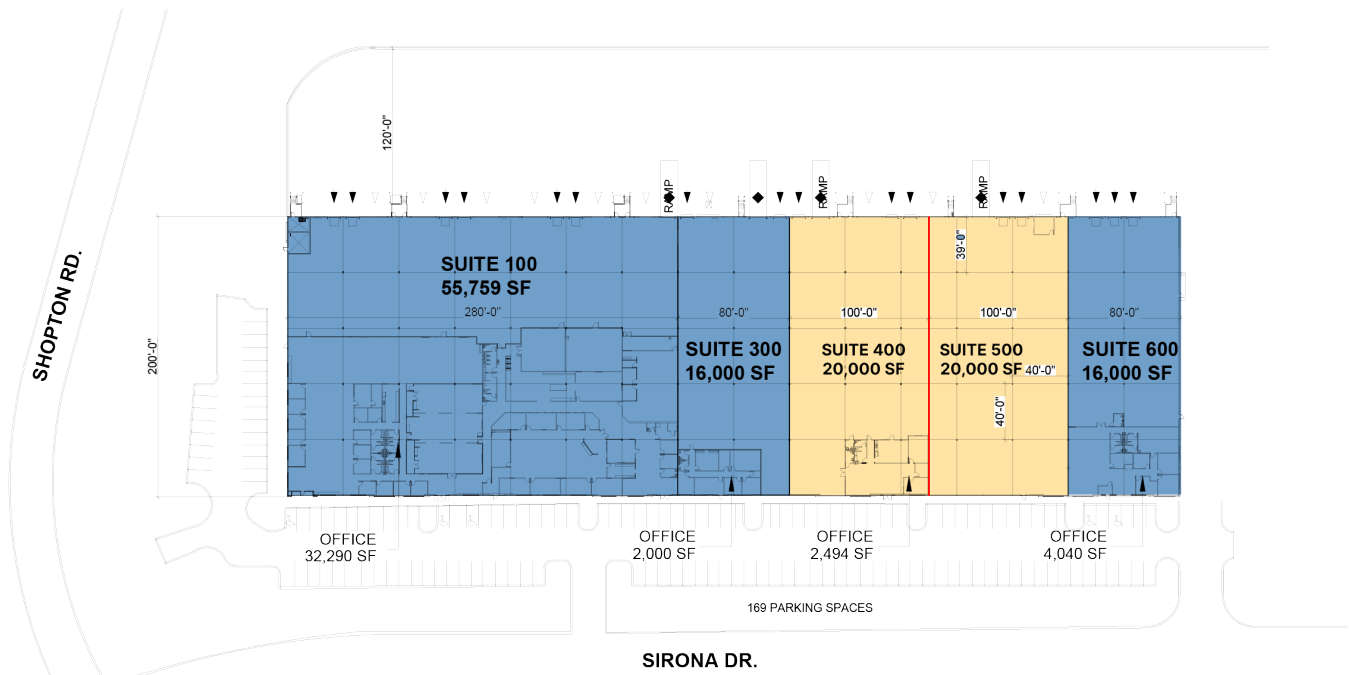 120'-0"
RAMP
RAMP
RAMP
SHOPTON RD.
200'-0"
SUITE 100
55,759 SF
280'-0"
80'-0"
SUITE 300
16,000 SF
100'-0"
SUITE 400
20,000 SF
39'-0"
100'-0"
SUITE 500
20,000 SF
40'-0"
40'-0"
80'-0"
SUITE 600
16,000 SF
OFFICE
32,290 SF
OFFICE
2,000 SF
OFFICE
2,494 SF
OFFICE
4,040 SF
169 PARKING SPACES
SIRONA DR.